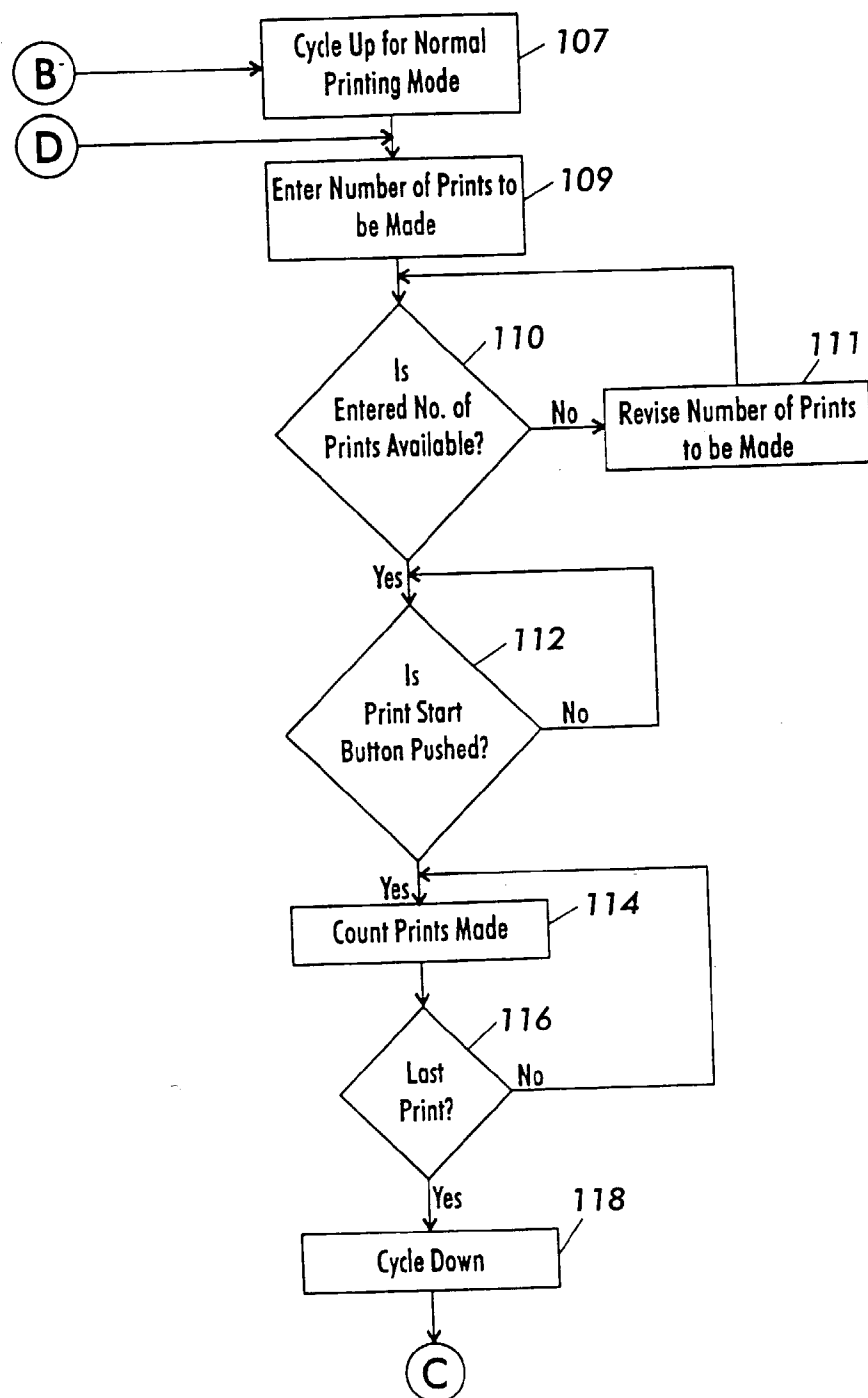 Cycle Up for Normal
Printing Mode
107
B
D
Enter Number of Prints to
be Made
109
110
Is
Entered No. of
Prints Available?
No
111
Revise Number of Prints
to be Made
Yes
112
Is
Print Start
Button Pushed?
No
Yes
Count Prints Made
114
116
Last
Print?
No
Yes
118
Cycle Down
C